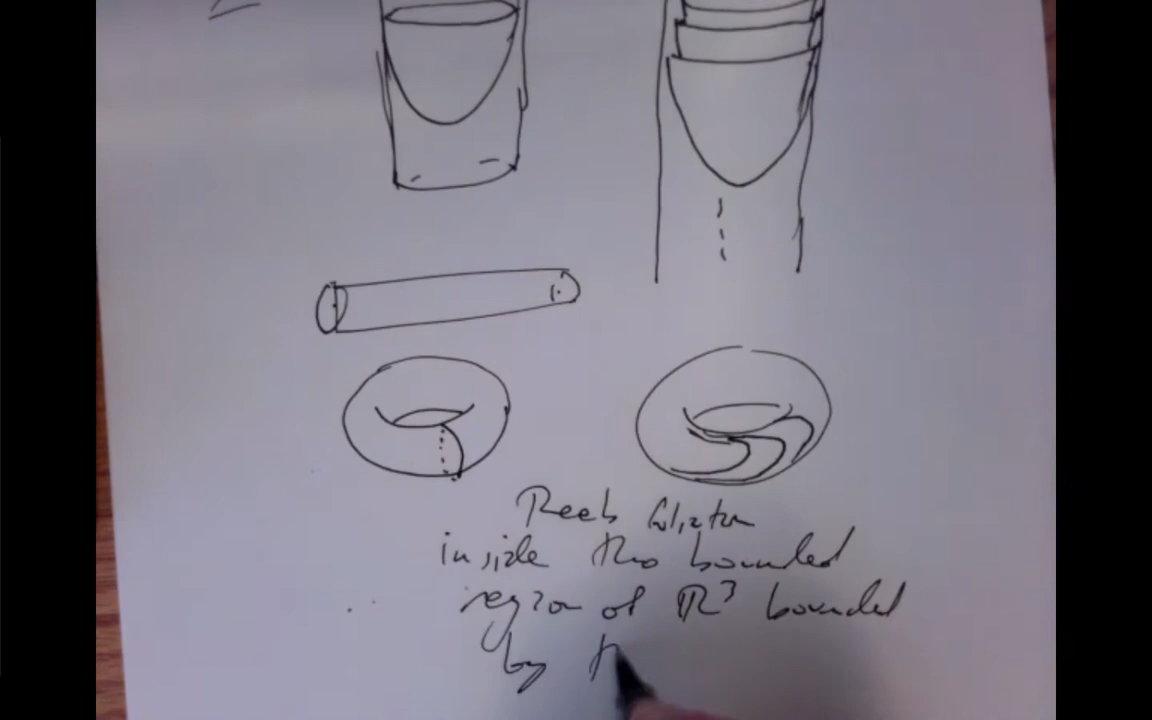 Reeb foliation
inside the bounded
region of ℝ³ bounded
by